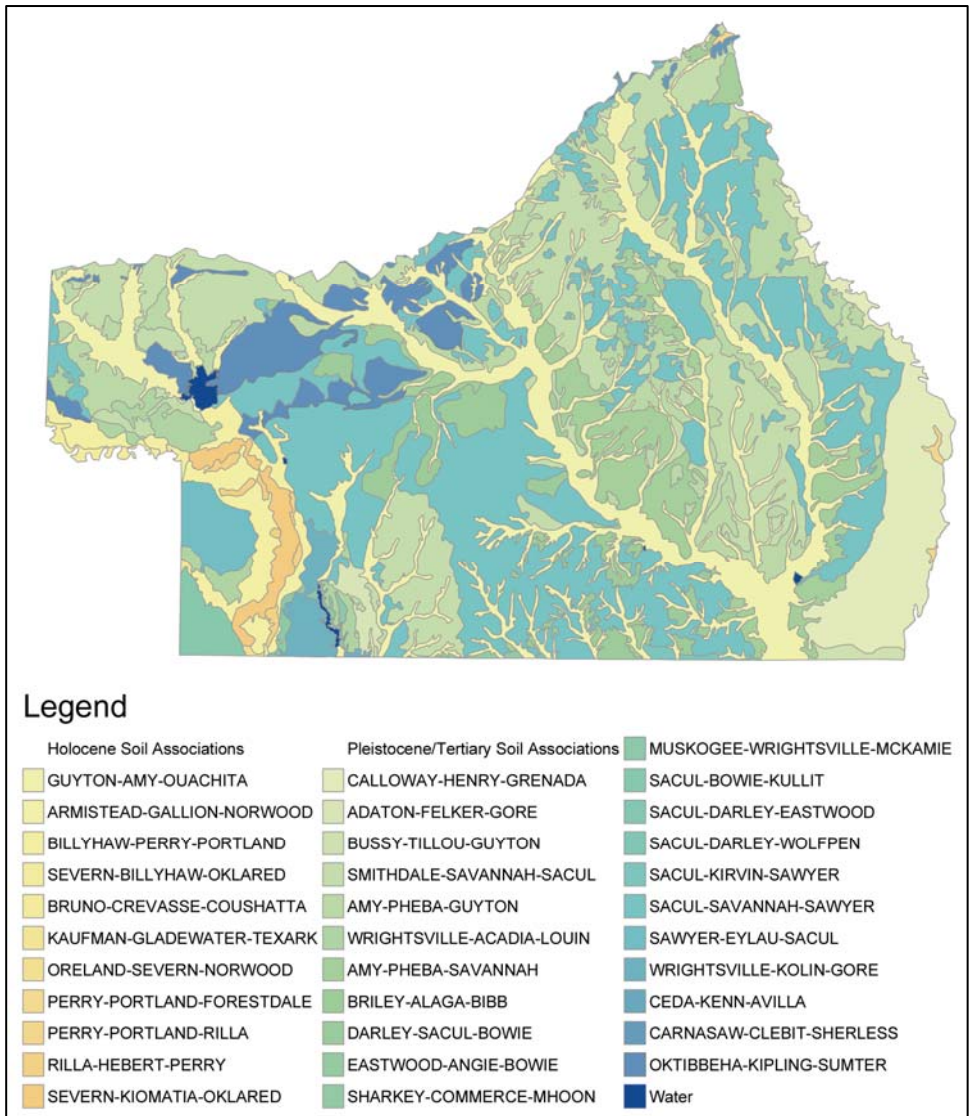 Legend
Holocene Soil Associations
GUYTON-AMY-OUACHITA
ARMISTEAD-GALLION-NORWOOD
BILLYHAW-PERRY-PORTLAND
SEVERN-BILLYHAW-OKLARED
BRUNO-CREVASSE-COUSHATTA
KAUFMAN-GLADEWATER-TEXARK
ORELAND-SEVERN-NORWOOD
PERRY-PORTLAND-FORESTDALE
PERRY-PORTLAND-RILLA
RILLA-HEBERT-PERRY
SEVERN-KIOMATIA-OKLARED
Pleistocene/Tertiary Soil Associations
CALLOWAY-HENRY-GRENADA
ADATON-FELKER-GORE
BUSSY-TILLOU-GUYTON
SMITHDALE-SAVANNAH-SACUL
AMY-PHEBA-GUYTON
WRIGHTSVILLE-ACADIA-LOUIN
AMY-PHEBA-SAVANNAH
BRILEY-ALAGA-BIBB
DARLEY-SACUL-BOWIE
EASTWOOD-ANGIE-BOWIE
SHARKEY-COMMERCE-MHOON
MUSKOGEE-WRIGHTSVILLE-MCKAMIE
SACUL-BOWIE-KULLIT
SACUL-DARLEY-EASTWOOD
SACUL-DARLEY-WOLFPEN
SACUL-KIRVIN-SAWYER
SACUL-SAVANNAH-SAWYER
SAWYER-EYLAU-SACUL
WRIGHTSVILLE-KOLIN-GORE
CEDA-KENN-AVILLA
CARNASAW-CLEBIT-SHERLESS
OKTIBBEHA-KIPLING-SUMTER
Water